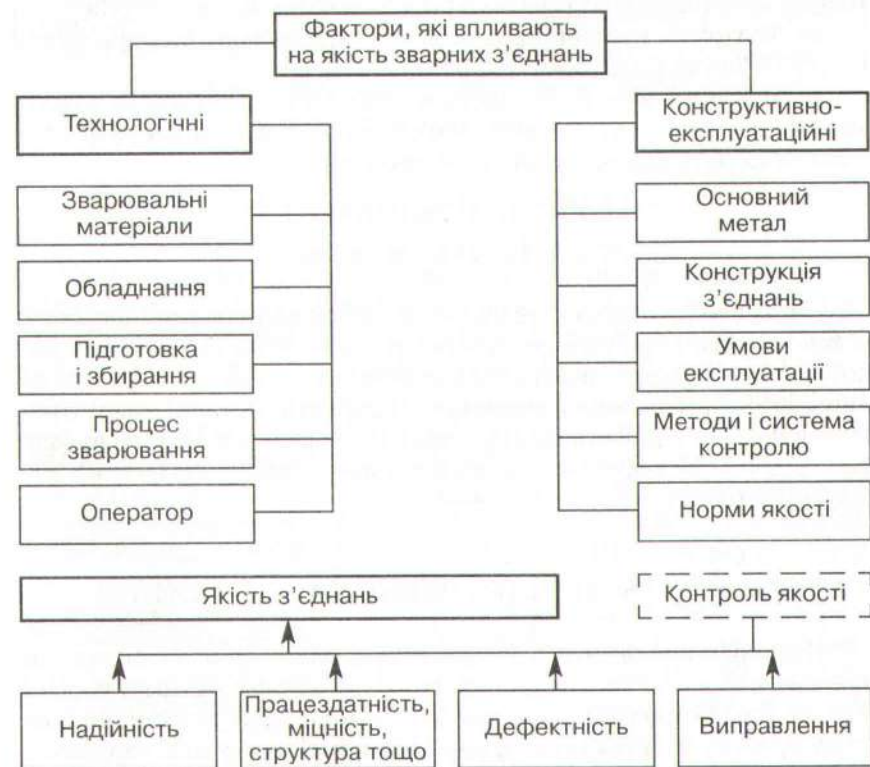 Фактори, які впливають
на якість зварних з’єднань
Технологічні
Конструктивно-
експлуатаційні
Зварювальні
матеріали
Основний
метал
Обладнання
Конструкція
з’єднань
Підготовка
і збирання
Умови
експлуатації
Процес
зварювання
Методи і система
контролю
Оператор
Норми якості
Якість з’єднань
Контроль якості
Надійність
Працездатність,
міцність,
структура тощо
Дефектність
Виправлення